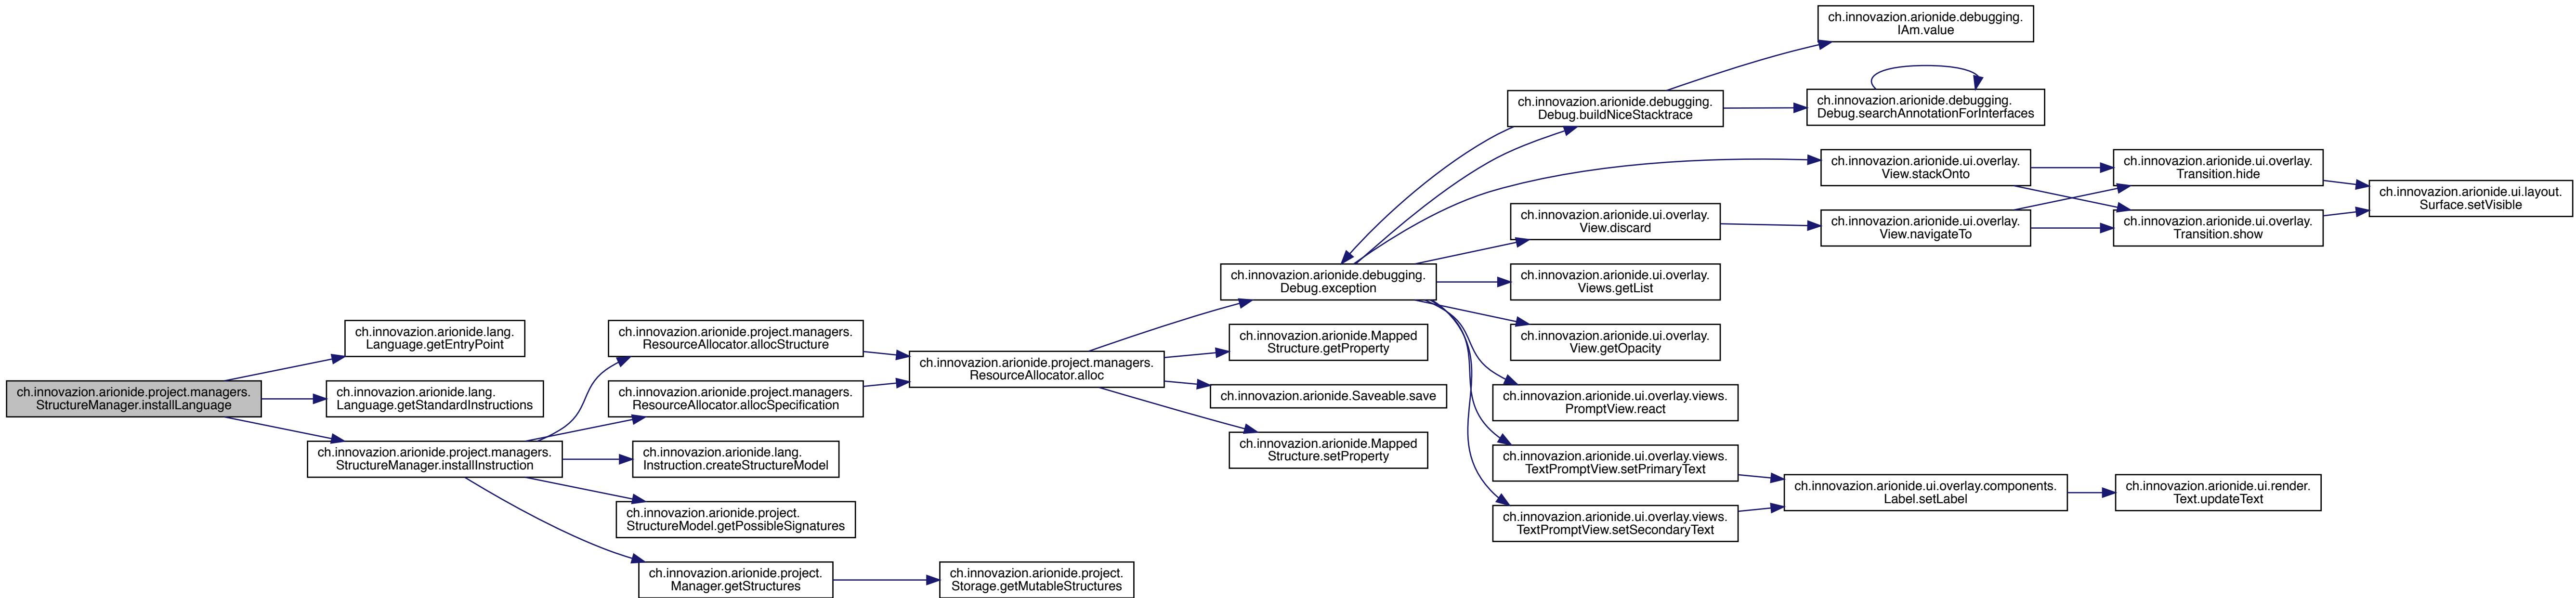 ch.innovazion.arionide.project.managers.
StructureManager.installLanguage
ch.innovazion.arionide.lang.
Language.getEntryPoint
ch.innovazion.arionide.lang.
Language.getStandardInstructions
ch.innovazion.arionide.project.managers.
StructureManager.installInstruction
ch.innovazion.arionide.project.managers.
ResourceAllocator.allocStructure
ch.innovazion.arionide.project.managers.
ResourceAllocator.allocSpecification
ch.innovazion.arionide.lang.
Instruction.createStructureModel
ch.innovazion.arionide.project.
StructureModel.getPossibleSignatures
ch.innovazion.arionide.project.
Manager.getStructures
ch.innovazion.arionide.project.managers.
ResourceAllocator.alloc
ch.innovazion.arionide.project.
Storage.getMutableStructures
ch.innovazion.arionide.debugging.
Debug.exception
ch.innovazion.arionide.Mapped
Structure.getProperty
ch.innovazion.arionide.Saveable.save
ch.innovazion.arionide.Mapped
Structure.setProperty
ch.innovazion.arionide.debugging.
Debug.buildNiceStacktrace
ch.innovazion.arionide.ui.overlay.
View.discard
ch.innovazion.arionide.ui.overlay.
Views.getList
ch.innovazion.arionide.ui.overlay.
View.getOpacity
ch.innovazion.arionide.ui.overlay.views.
PromptView.react
ch.innovazion.arionide.ui.overlay.views.
TextPromptView.setPrimaryText
ch.innovazion.arionide.ui.overlay.views.
TextPromptView.setSecondaryText
ch.innovazion.arionide.debugging.
IAm.value
ch.innovazion.arionide.debugging.
Debug.searchAnnotationForInterfaces
ch.innovazion.arionide.ui.overlay.
View.stackOnto
ch.innovazion.arionide.ui.overlay.
View.navigateTo
ch.innovazion.arionide.ui.overlay.components.
Label.setLabel
ch.innovazion.arionide.ui.overlay.
Transition.hide
ch.innovazion.arionide.ui.overlay.
Transition.show
ch.innovazion.arionide.ui.render.
Text.updateText
ch.innovazion.arionide.ui.layout.
Surface.setVisible